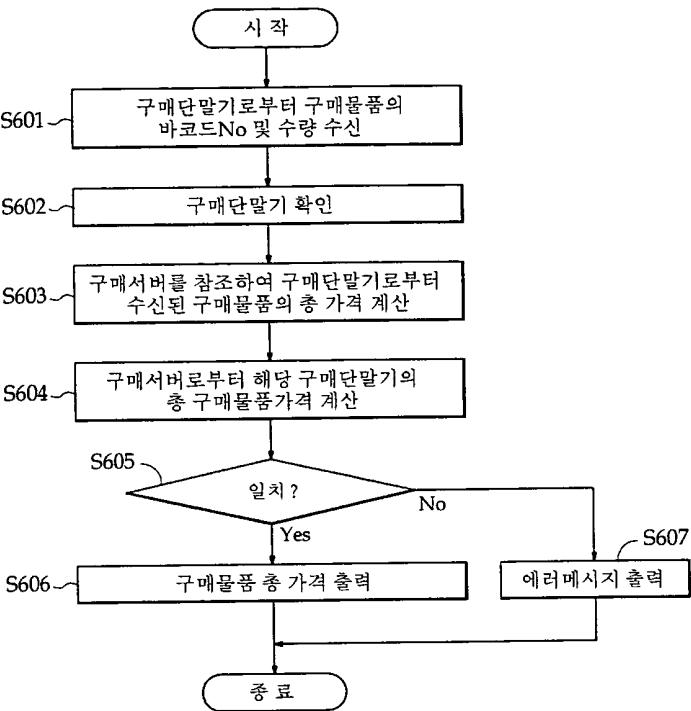 시 작
S601
구매단말기로부터 구매물품의
바코드No 및 수량 수신
S602
구매단말기 확인
S603
구매서버를 참조하여 구매단말기로부터
수신된 구매물품의 총 가격 계산
S604
구매서버로부터 해당 구매단말기의
총 구매물품가격 계산
S605
일치?
No
Yes
S607
S606
구매물품 총 가격 출력
에러메시지 출력
종 료